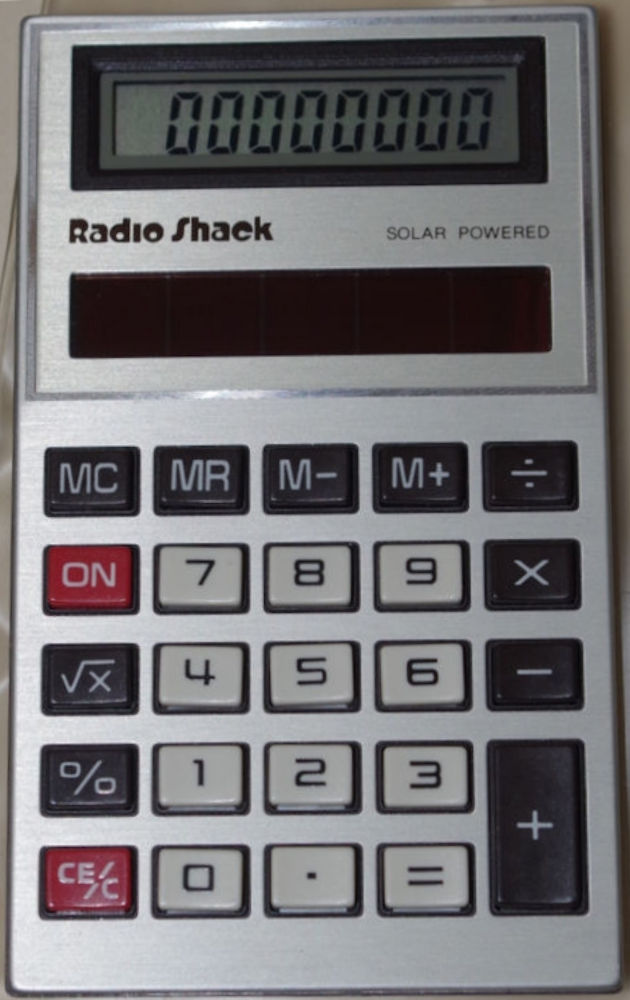 00000000
Radio Shack SOLAR POWERED
MC MR M- M+ ÷
ON 7 8 9 X
√x 4 5 6 −
% 1 2 3
+
CE/C 0 . =